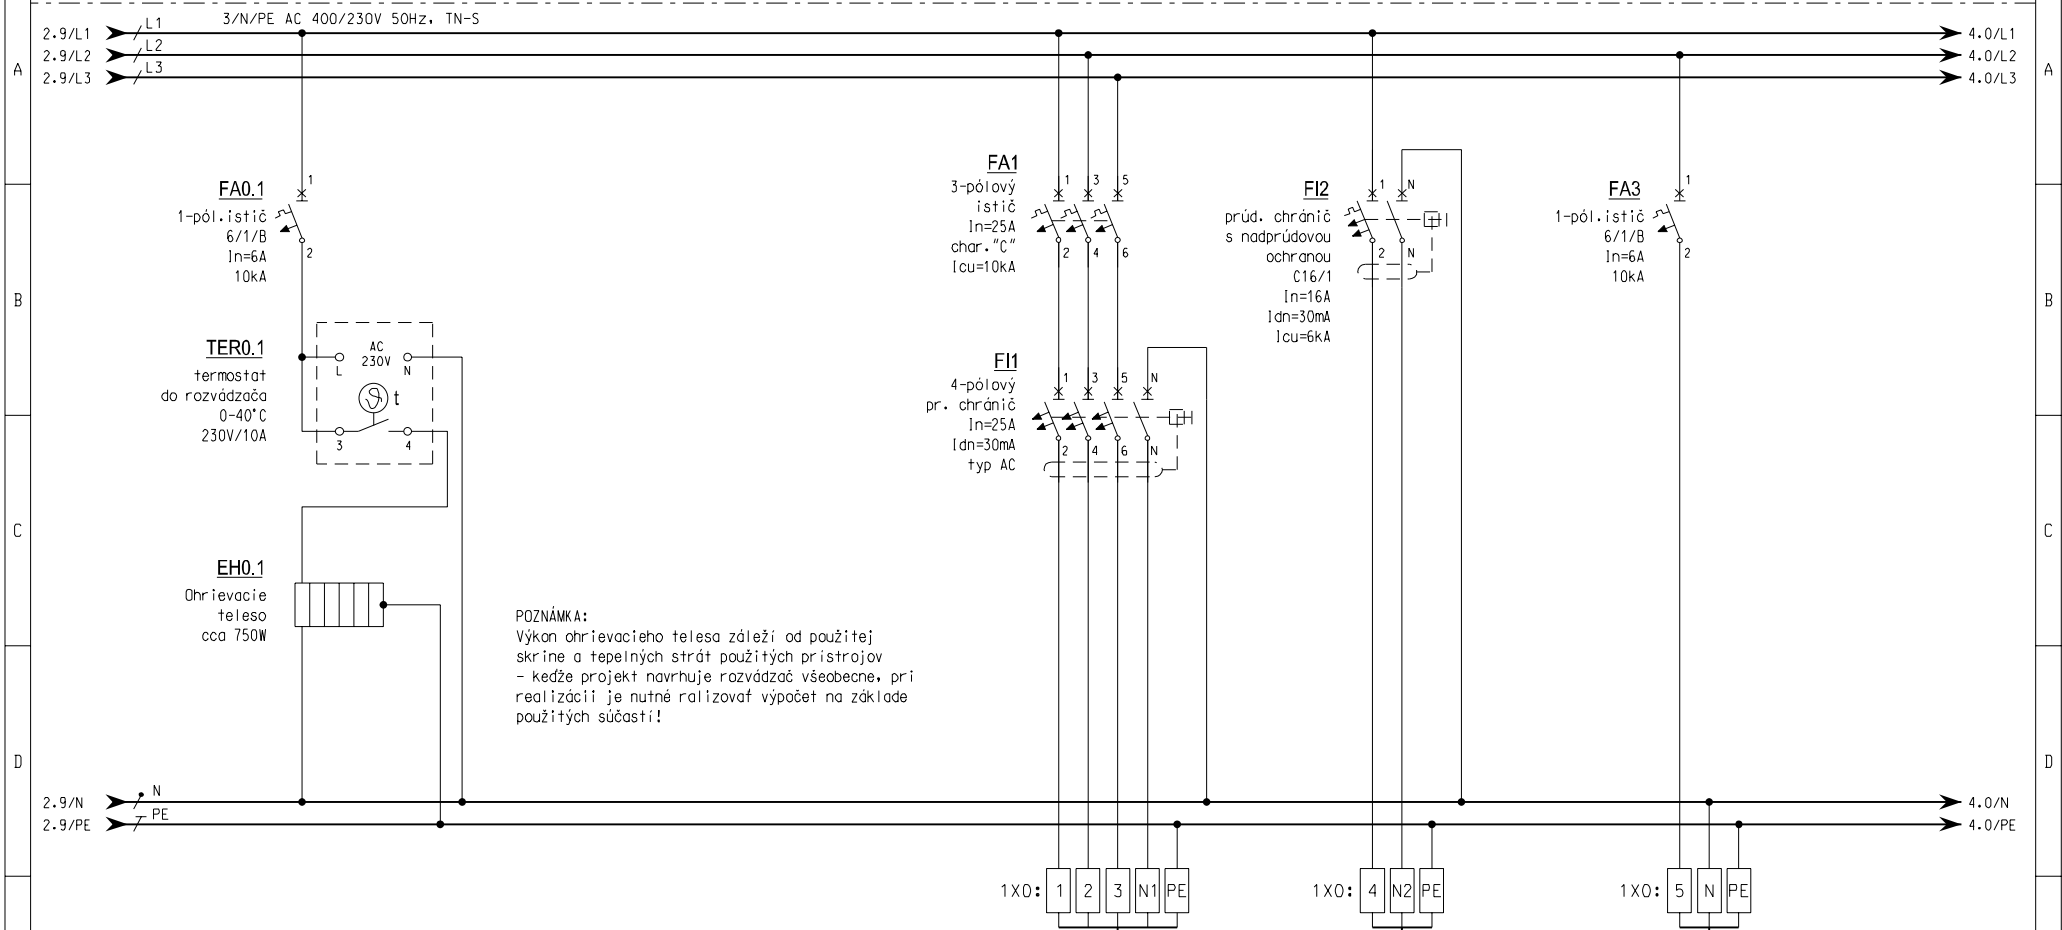 3/N/PE AC 400/230V 50Hz, TN-S
2.9/L1 L1 4.0/L1
2.9/L2 L2 4.0/L2
2.9/L3 L3 4.0/L3
A A
FA0.1
1-pól.istič
6/1/B
In=6A
10kA
1
2
FA1
3-pólový
istič
In=25A
char."C"
Icu=10kA
1 3 5
2 4 6
FI2
prúd. chránič
s nadprúdovou
ochranou
C16/1
In=16A
Idn=30mA
Icu=6kA
1 N
2 N
FA3
1-pól.istič
6/1/B
In=6A
10kA
1
2
B B
TER0.1
termostat
do rozvádzača
0-40°C
230V/10A
AC
230V
L N
t
3 4
FI1
4-pólový
pr. chránič
In=25A
Idn=30mA
typ AC
1 3 5 N
2 4 6 N
C C
EH0.1
Ohrievacie
teleso
cca 750W
POZNÁMKA:
Výkon ohrievacieho telesa záleží od použitej
skrine a tepelných strát použitých prístrojov
- keďže projekt navrhuje rozvádzač všeobecne, pri
realizácii je nutné ralizovať výpočet na základe
použitých súčastí!
D D
2.9/N N 4.0/N
2.9/PE PE 4.0/PE
1X0: 1 2 3 N1 PE
1X0: 4 N2 PE
1X0: 5 N PE